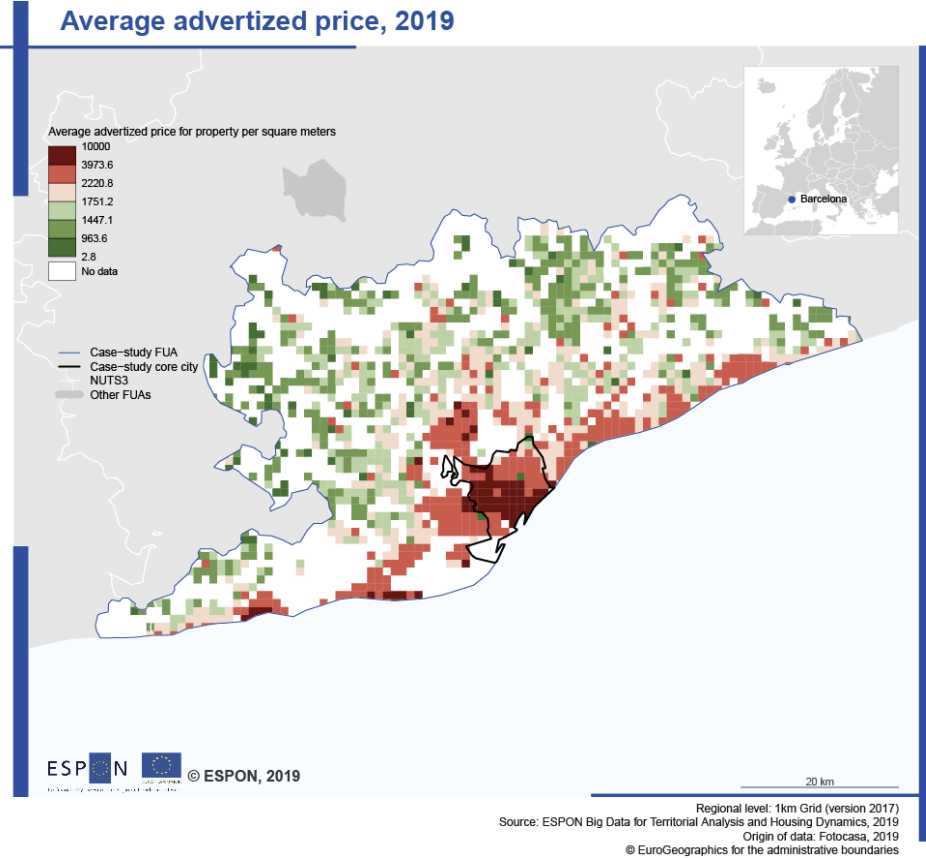 Average advertized price, 2019
Average advertized price for property per square meters
10000
3973.6
2220.8
1751.2
1447.1
963.6
2.8
No data
Barcelona
Case-study FUA
Case-study core city
NUTS3
Other FUAs
ESPON
© ESPON, 2019
20 km
Regional level: 1km Grid (version 2017)
Source: ESPON Big Data for Territorial Analysis and Housing Dynamics, 2019
Origin of data: Fotocasa, 2019
© EuroGeographics for the administrative boundaries